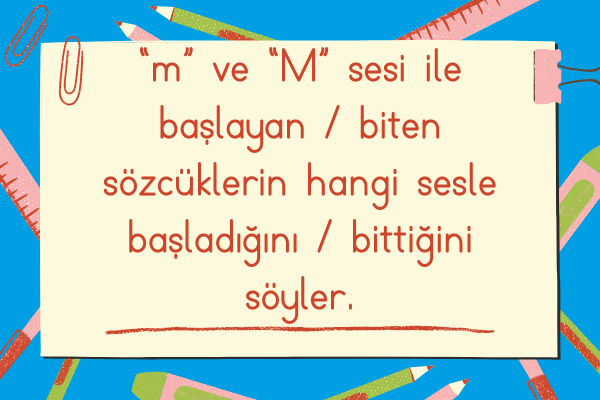 “m” ve “M” sesi ile
başlayan / biten
sözcüklerin hangi sesle
başladığını / bittiğini
söyler.